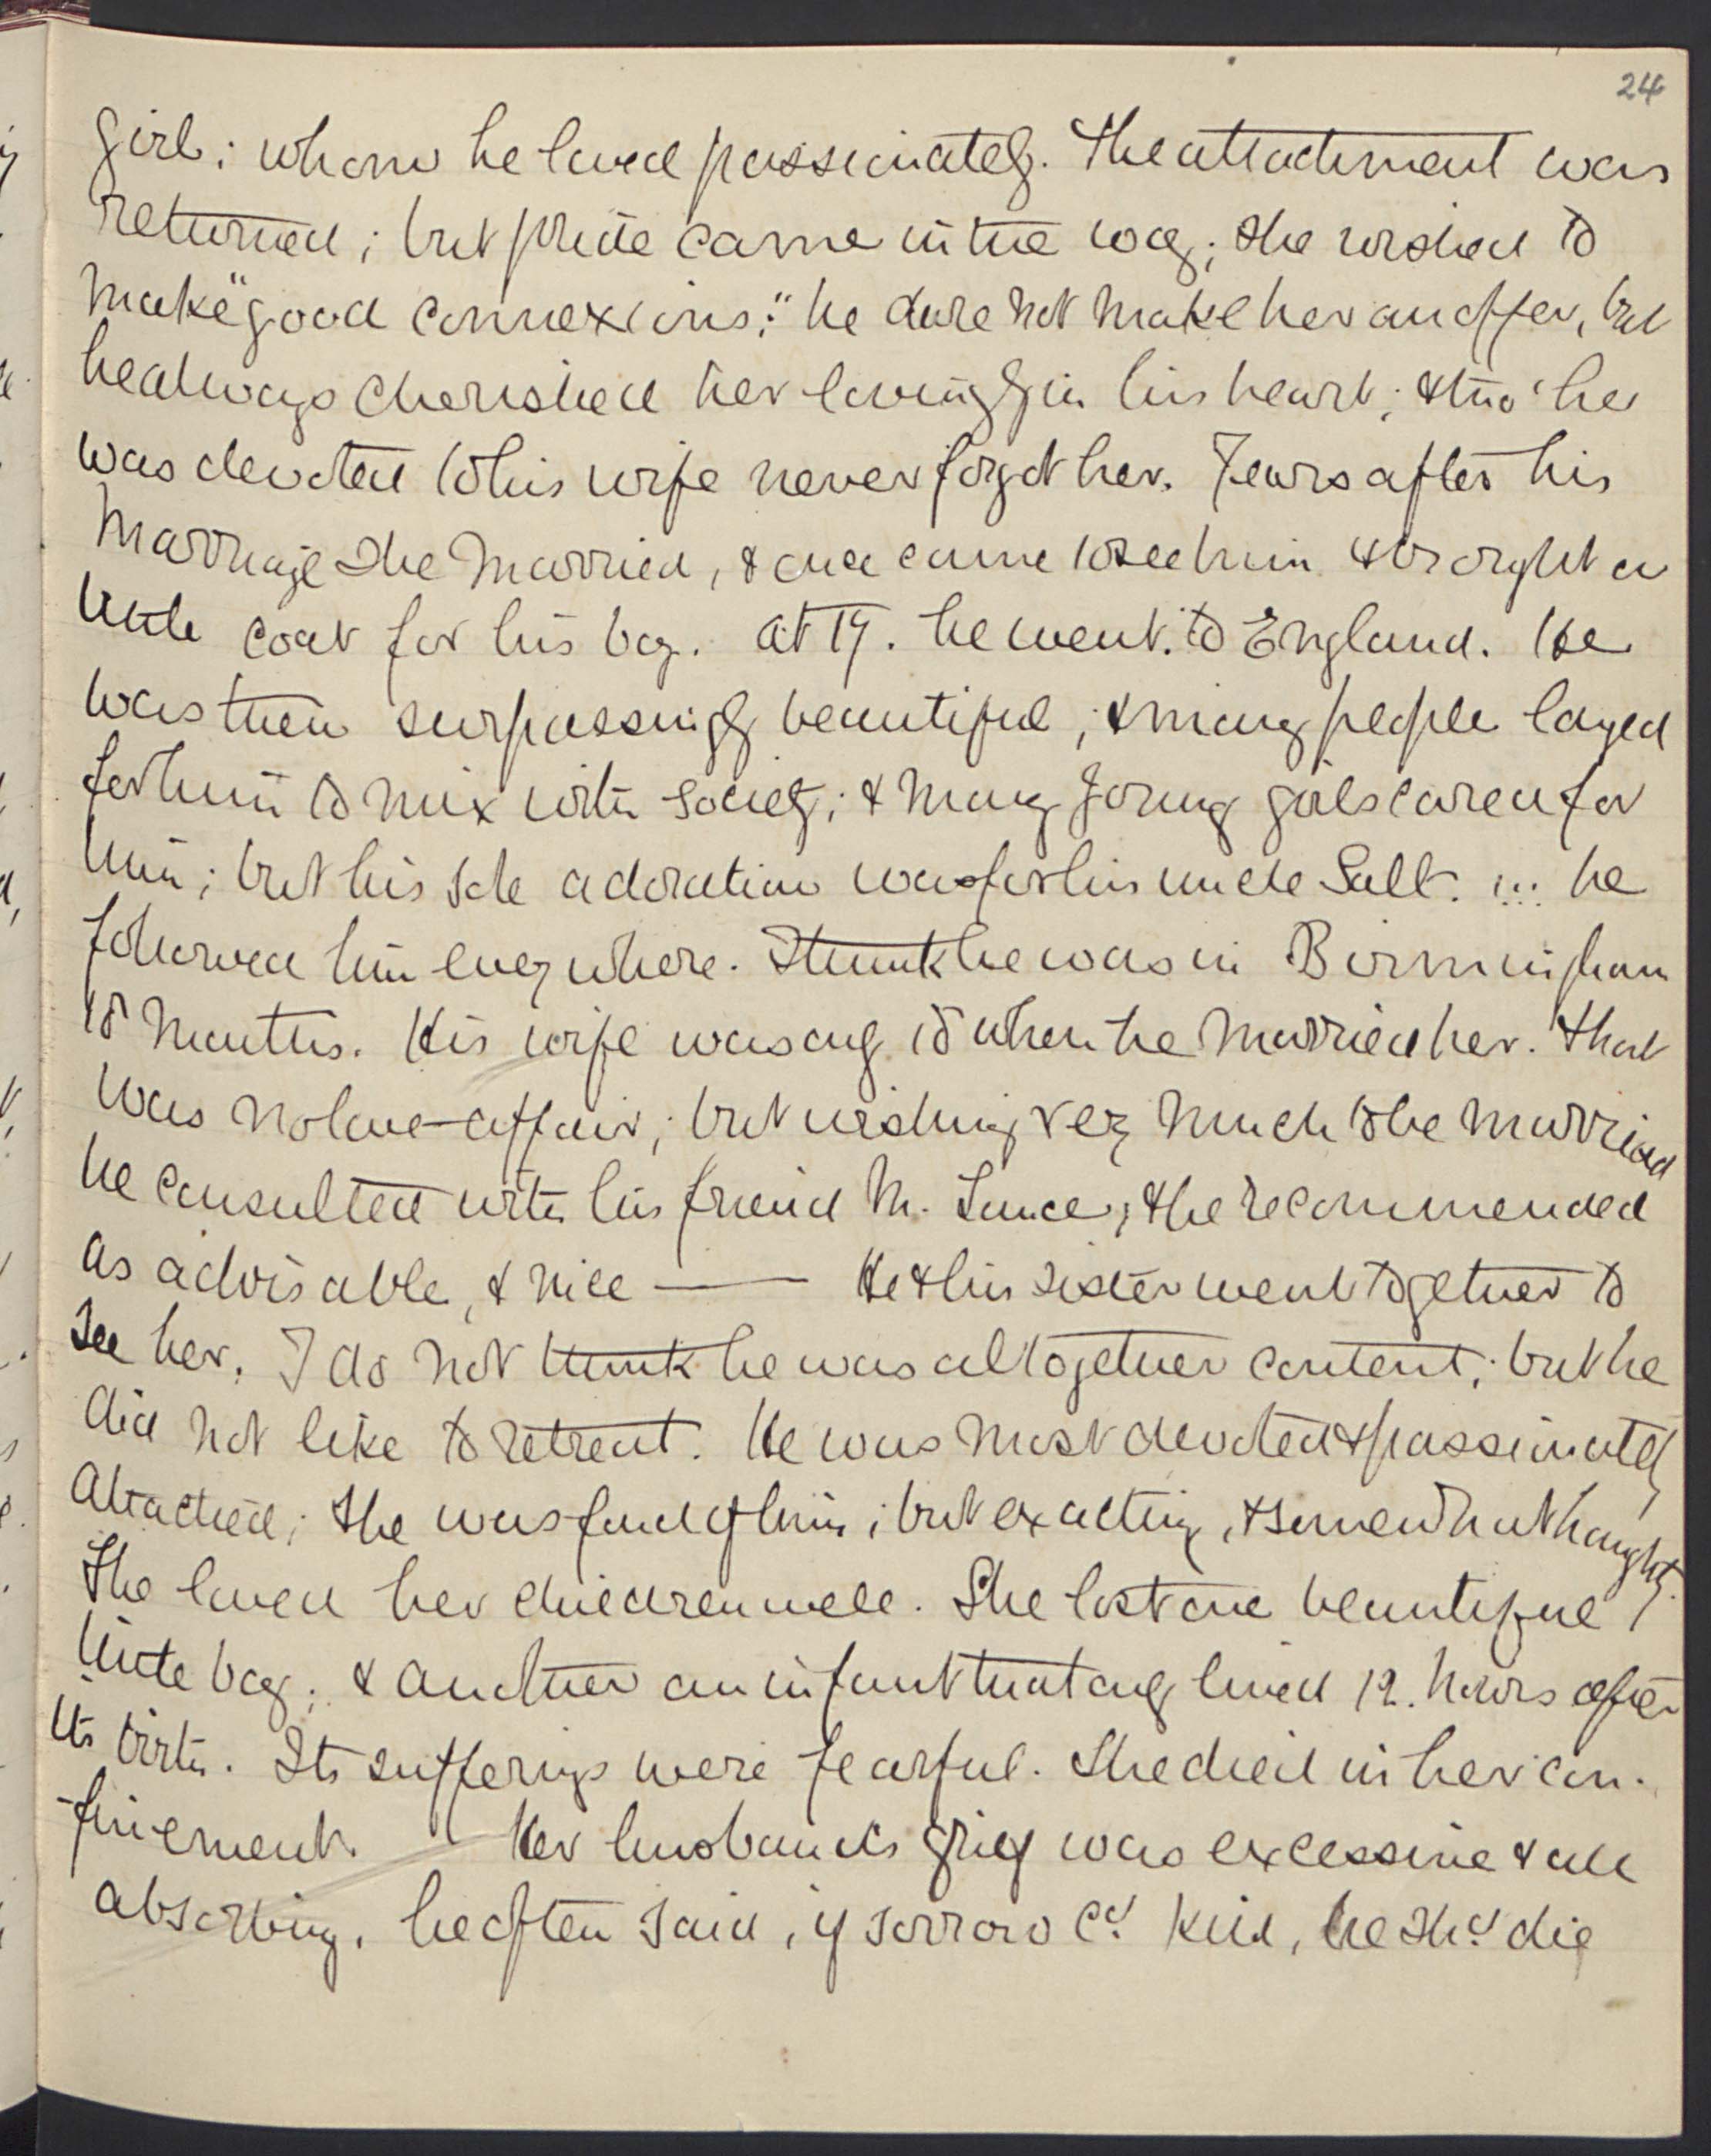 24
girl; whom he loved passionately. The attachment was
returned; but pride came in the way; she wished to
make "good connexions;" he dare not make her an offer, but
he always cherished her lovingly in his heart; & tho' he
was devoted to his wife never forgot her. Years after his
marriage she married, & once came to see him & brought a
little coat for his boy. At 19. he went to England. He
was then surpassingly beautiful; & many people longed
for him to mix with society; & many young girls cared for
him; but his sole adoration was for his uncle Salt. ... he
followed him everywhere. I think he was in Birmingham
18 months. His wife was only 18 when he married her. That
was no love-affair; but wishing very much to be married
he consulted with his friend M. Lance; & he recommended
as advisable, & nice —— He & his sister went together to
see her. I do not think he was altogether content; but he
did not like to retreat. He was most devoted & passionately
attached; she was fond of him; but exacting, & somewhat haughty.
She loved her children well. She lost one beautiful
little boy; & another an infant that only lived 12. hours after
its birth. Its sufferings were fearful. She died in her con-
-finement. Her husband's grief was excessive & all
absorbing. he often said, if sorrow cd kill, he shd die